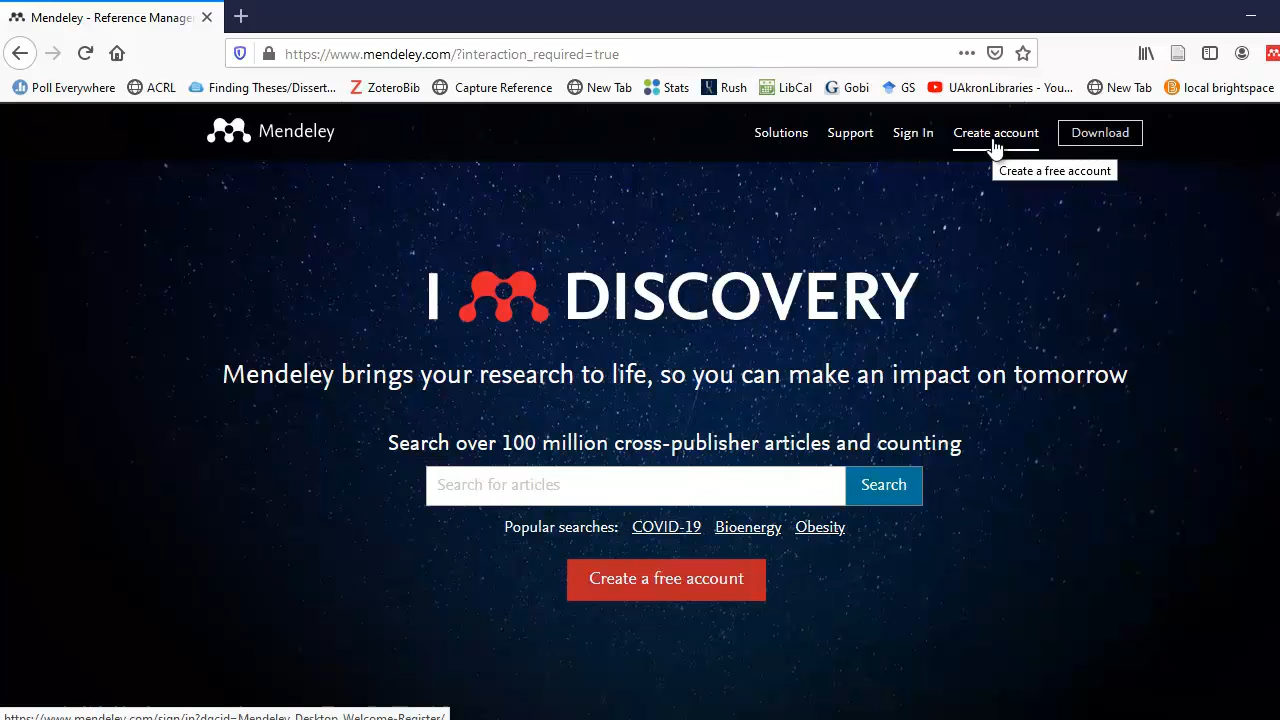 Mendeley - Reference Manage
https://www.mendeley.com/?interaction_required=true
Poll Everywhere ACRL Finding Theses/Dissert... ZoteroBib Citeture Reference New Tab Stats Rush LibCal Gobi GS UAkronLibraries - You... New Tab local brightspace
Mendeley Solutions Support Sign In Create account Download
Create a free account
I DISCOVERY
Mendeley brings your research to life, so you can make an impact on tomorrow
Search over 100 million cross-publisher articles and counting
Search for articles Search
Popular searches: COVID-19 Bioenergy Obesity
Create a free account
https://www.mendeley.com/sign/in?dgcid=Mendeley_Desktop_Welcome-Register/